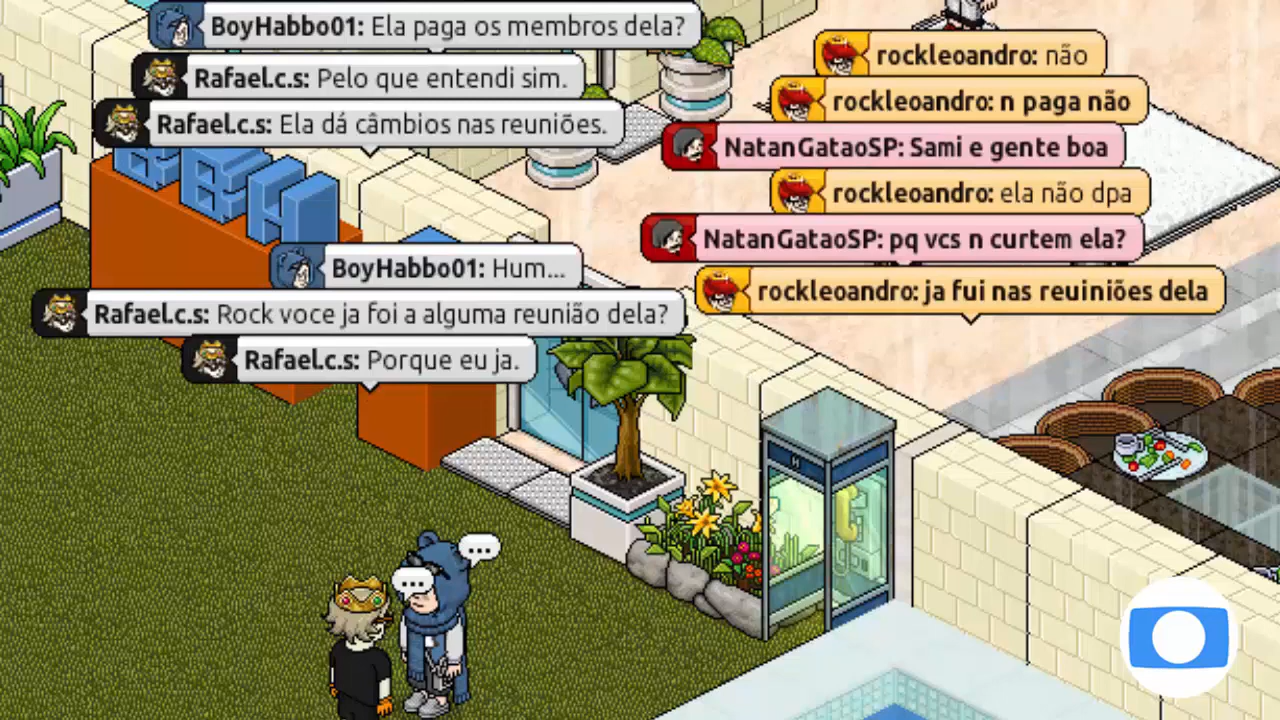 BoyHabbo01: Ela paga os membros dela?
Rafael.c.s: Pelo que entendi sim.
Rafael.c.s: Ela dá câmbios nas reuniões.
BoyHabbo01: Hum...
Rafael.c.s: Rock voce ja foi a alguma reunião dela?
Rafael.c.s: Porque eu ja.
rockleoandro: não
rockleoandro: n paga não
NatanGataoSP: Sami e gente boa
rockleoandro: ela não dpa
NatanGataoSP: pq vcs n curtem ela?
rockleoandro: ja fui nas reuiniões dela
BBH